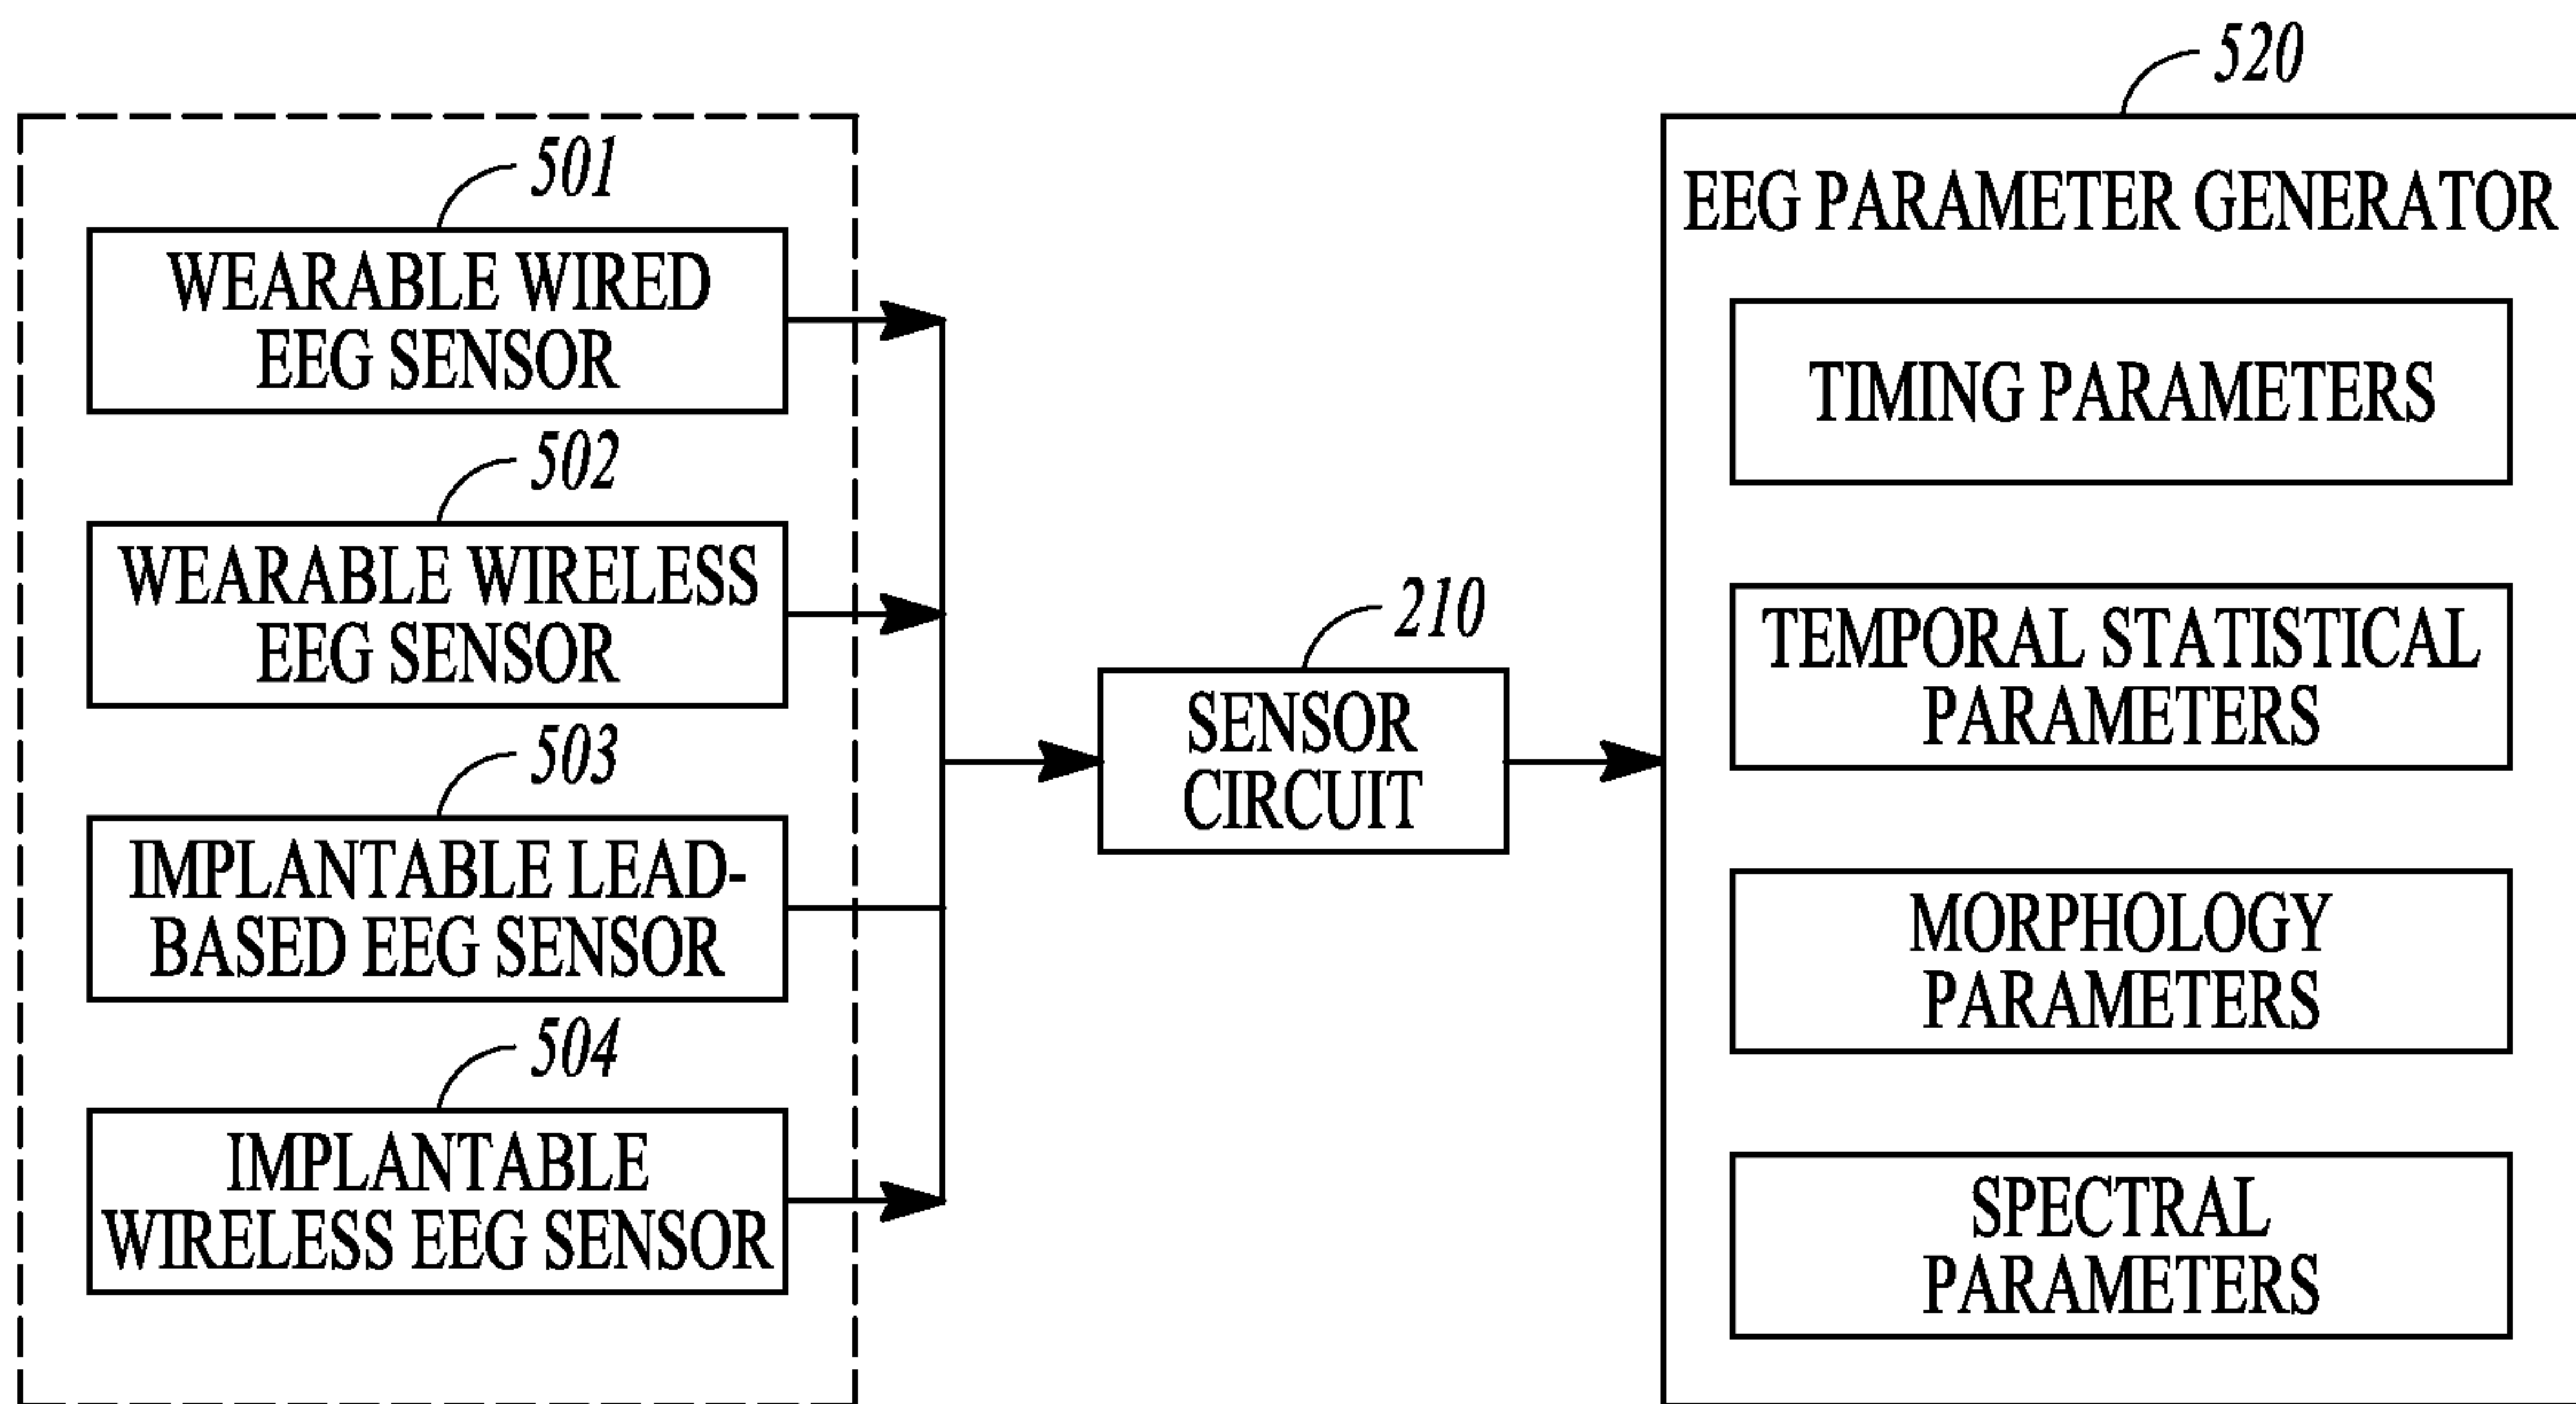 501
WEARABLE WIRED
EEG SENSOR
502
WEARABLE WIRELESS
EEG SENSOR
503
IMPLANTABLE LEAD-
BASED EEG SENSOR
504
IMPLANTABLE
WIRELESS EEG SENSOR
210
SENSOR
CIRCUIT
520
EEG PARAMETER GENERATOR
TIMING PARAMETERS
TEMPORAL STATISTICAL
PARAMETERS
MORPHOLOGY
PARAMETERS
SPECTRAL
PARAMETERS